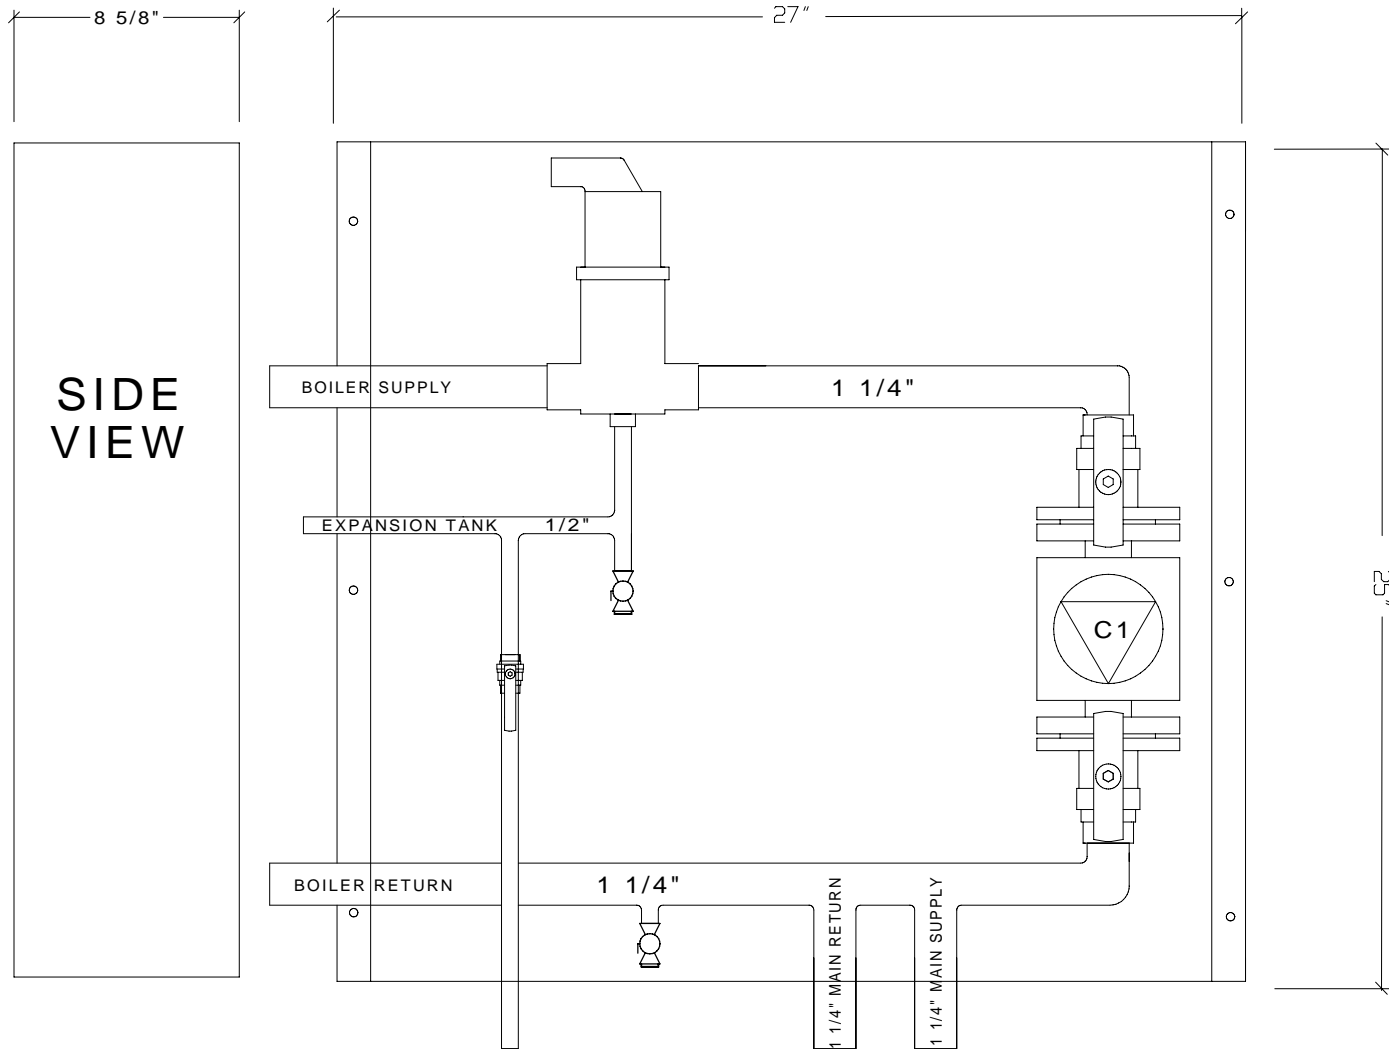 8 5/8"
27"
SIDE
VIEW
BOILER SUPPLY
1 1/4"
EXPANSION TANK
1/2"
C1
25"
BOILER RETURN
1 1/4"
1 1/4" MAIN RETURN
1 1/4" MAIN SUPPLY